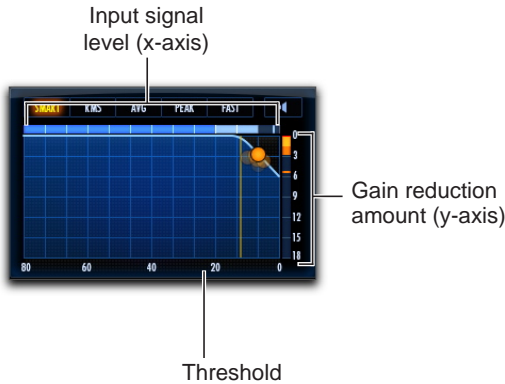 Input signal
level (x-axis)
SMART RMS AVG PEAK FAST
0
3
6
9
12
15
18
Gain reduction
amount (y-axis)
80 60 40 20 0
Threshold